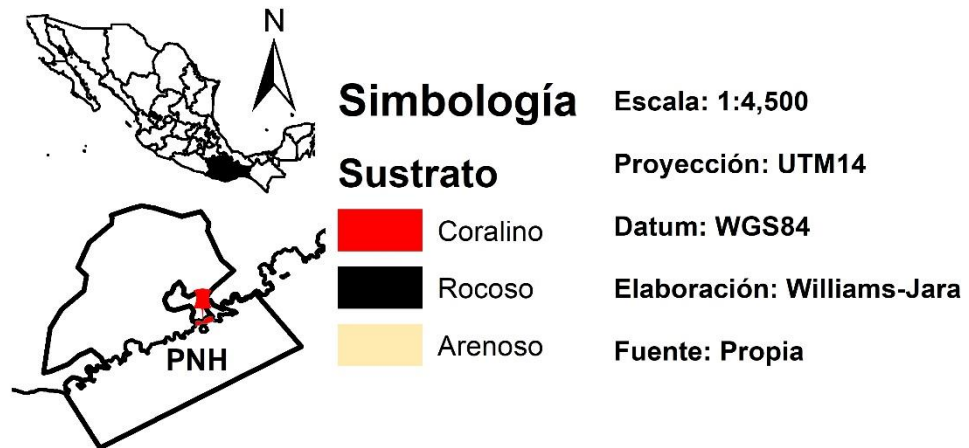 N
Simbología
Sustrato
Coralino
Rocoso
Arenoso
Escala: 1:4,500
Proyección: UTM14
Datum: WGS84
Elaboración: Williams-Jara
Fuente: Propia
PNH